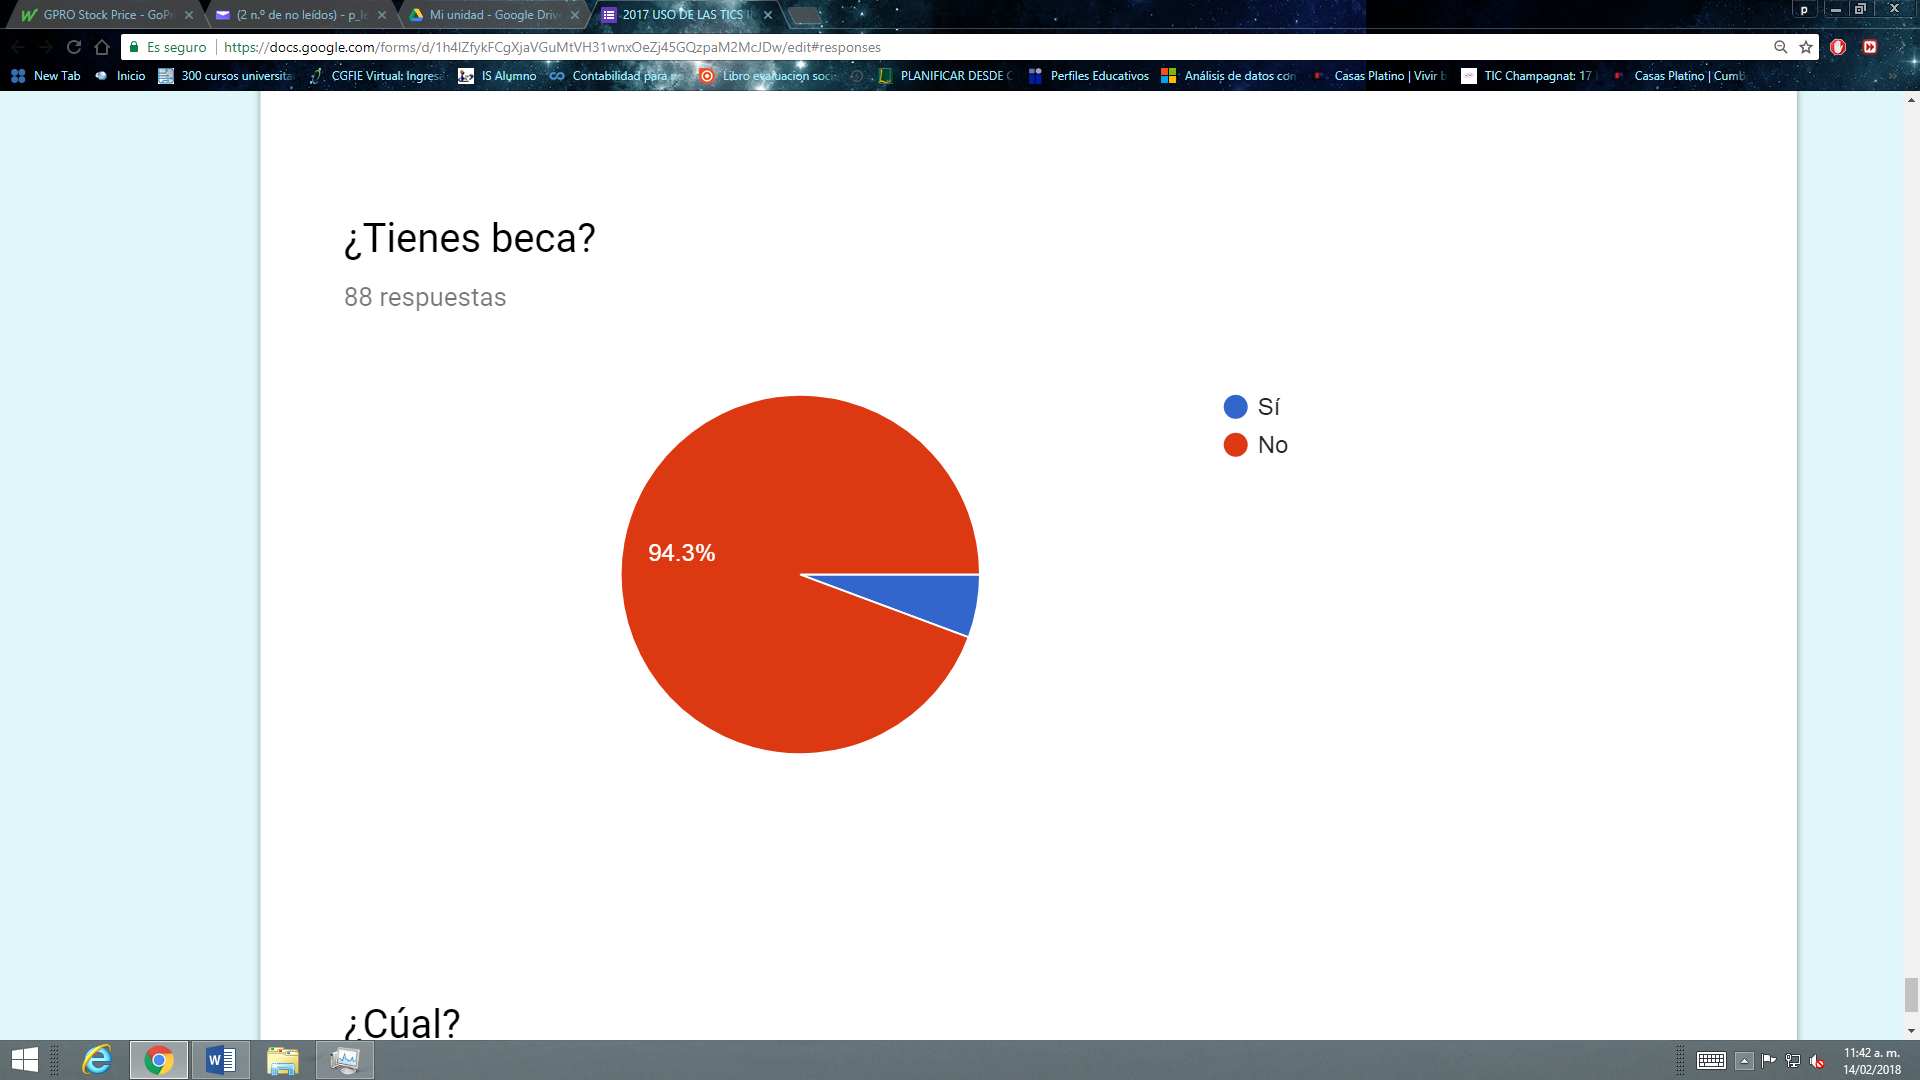 GPRO Stock Price - GoPr
(2 n.º de no leídos) - p_le
Mi unidad - Google Drive
2017 USO DE LAS TICS
p
Es seguro
https://docs.google.com/forms/d/1h4lZfykFCgXjaVGuMtVH31wnxOeZj45GQzpaM2McJDw/edit#responses
New Tab
Inicio
300 cursos universita
CGFIE Virtual: Ingresa
IS Alumno
Contabilidad para
Libro evaluacion soci
PLANIFICAR DESDE C
Perfiles Educativos
Análisis de datos con
Casas Platino | Vivir b
TIC Champagnat: 17
Casas Platino | Cumb
¿Tienes beca?
88 respuestas
Sí
No
94.3%
¿Cúal?
11:42 a. m.
14/02/2018